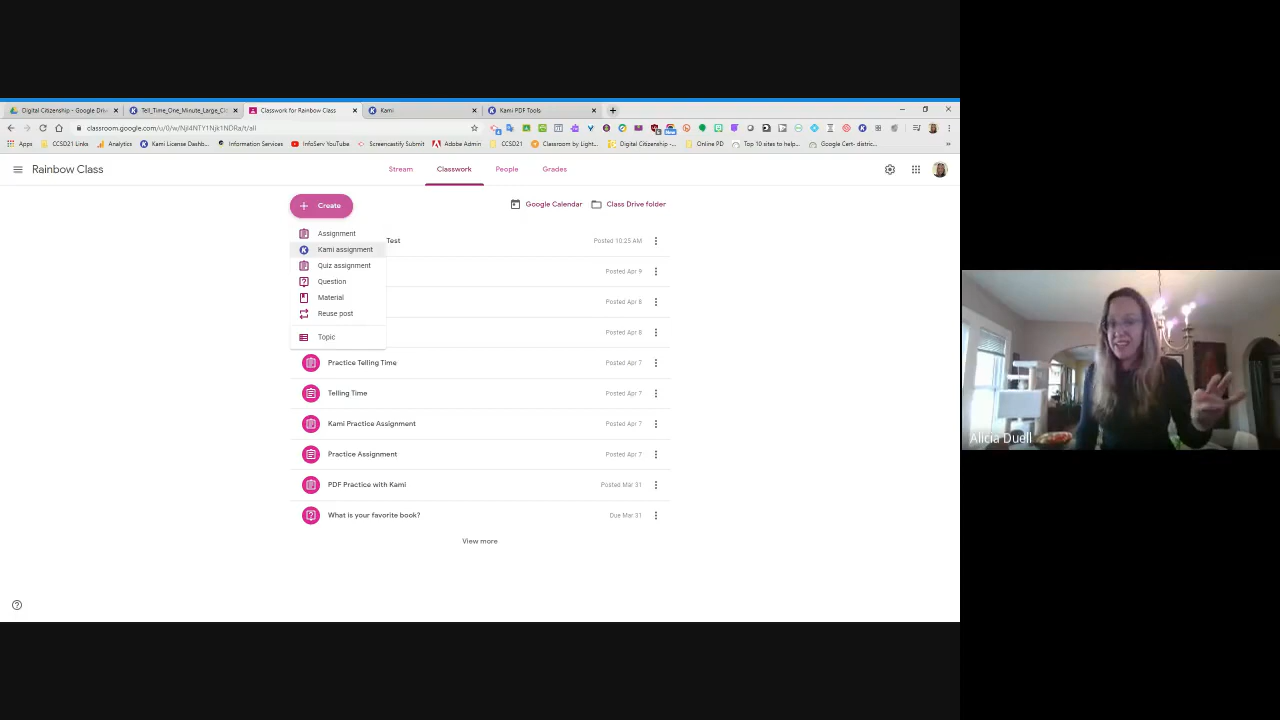 Digital Citizenship - Google Driv
Tell_Time_One_Minute_Large_Cl
Classwork for Rainbow Class
Kami
Kami PDF Tools
classroom.google.com/u/0/w/NjI4NTY1Njk1NDRa/t/all
Apps
CCSD21 Links
Analytics
Kami License Dashb...
Information Services
InfoServ YouTube
Screencastify Submit
Adobe Admin
CCSD21
Classroom by Light...
Digital Citizenship -...
Online PD
Top 10 sites to help...
Google Cert- distric...
Rainbow Class
Stream
Classwork
People
Grades
Create
Google Calendar
Class Drive folder
Assignment
Test
Posted 10:25 AM
Kami assignment
Quiz assignment
Posted Apr 9
Question
Material
Posted Apr 8
Reuse post
Topic
Posted Apr 8
Practice Telling Time
Posted Apr 7
Telling Time
Posted Apr 7
Kami Practice Assignment
Posted Apr 7
Practice Assignment
Posted Apr 7
PDF Practice with Kami
Posted Mar 31
What is your favorite book?
Due Mar 31
View more
Alicia Duell